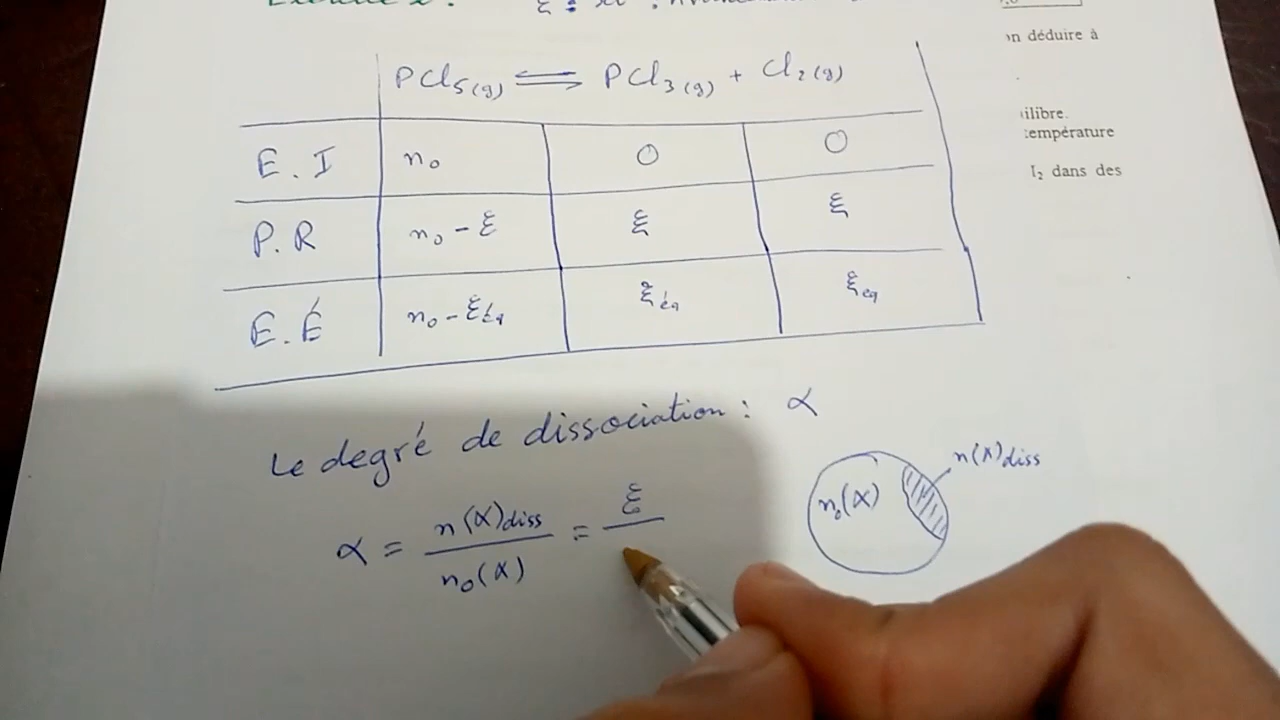 ξ :
on déduire à
PCl₅(g) ⇌ PCl₃(g) + Cl₂(g)
ilibre.
température
E.I n₀ 0 0
I₂ dans des
P.R n₀ - ξ ξ ξ
E.É n₀ - ξéq ξéq ξeq
Le degré de dissociation : α
n(X)diss
n₀(X)
α = n(X)diss / n₀(X) = ξ /